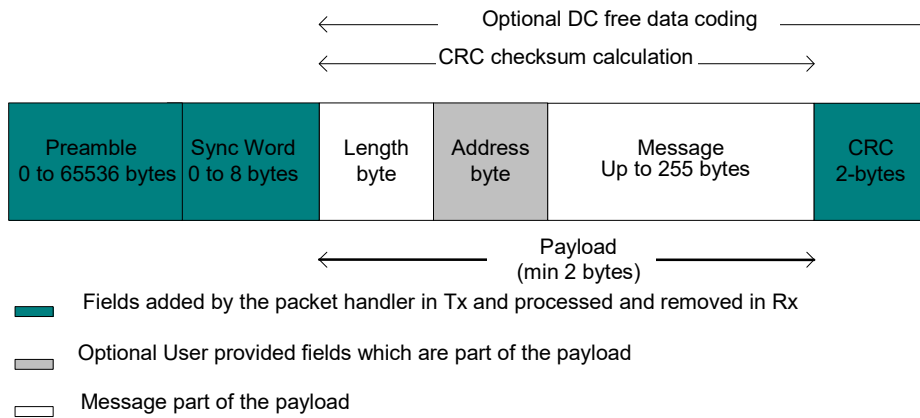 Optional DC free data coding
CRC checksum calculation
Preamble
0 to 65536 bytes
Sync Word
0 to 8 bytes
Length
byte
Address
byte
Message
Up to 255 bytes
CRC
2-bytes
Payload
(min 2 bytes)
Fields added by the packet handler in Tx and processed and removed in Rx
Optional User provided fields which are part of the payload
Message part of the payload